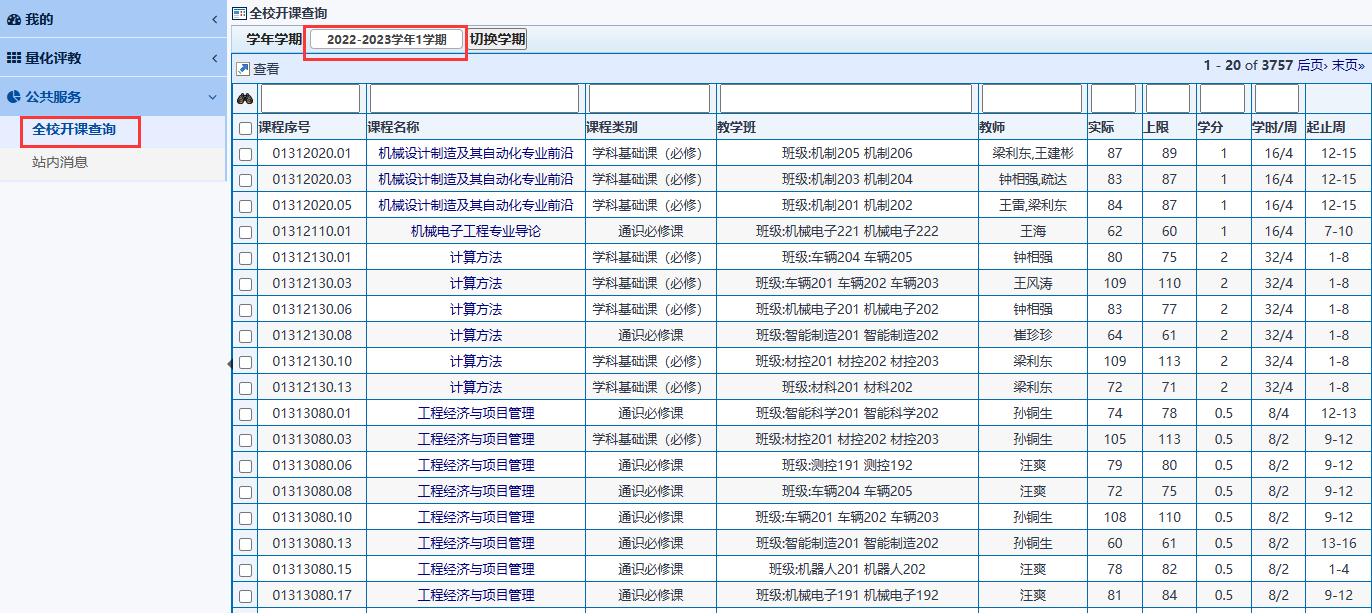 我的
量化评教
公共服务
全校开课查询
站内消息
全校开课查询
学年学期 2022-2023学年1学期 切换学期
查看 1 - 20 of 3757 后页› 末页»
课程序号 课程名称 课程类别 教学班 教师 实际 上限 学分 学时/周 起止周
01312020.01 机械设计制造及其自动化专业前沿 学科基础课（必修） 班级:机制205 机制206 梁利东,王建彬 87 89 1 16/4 12-15
01312020.03 机械设计制造及其自动化专业前沿 学科基础课（必修） 班级:机制203 机制204 钟相强,疏达 83 87 1 16/4 12-15
01312020.05 机械设计制造及其自动化专业前沿 学科基础课（必修） 班级:机制201 机制202 王雷,梁利东 84 87 1 16/4 12-15
01312110.01 机械电子工程专业导论 通识必修课 班级:机械电子221 机械电子222 王海 62 60 1 16/4 7-10
01312130.01 计算方法 学科基础课（必修） 班级:车辆204 车辆205 钟相强 80 75 2 32/4 1-8
01312130.03 计算方法 学科基础课（必修） 班级:车辆201 车辆202 车辆203 王风涛 109 110 2 32/4 1-8
01312130.06 计算方法 学科基础课（必修） 班级:机械电子201 机械电子202 钟相强 83 77 2 32/4 1-8
01312130.08 计算方法 通识必修课 班级:智能制造201 智能制造202 崔珍珍 64 61 2 32/4 1-8
01312130.10 计算方法 学科基础课（必修） 班级:材控201 材控202 材控203 梁利东 109 113 2 32/4 1-8
01312130.13 计算方法 学科基础课（必修） 班级:材料201 材料202 梁利东 72 71 2 32/4 1-8
01313080.01 工程经济与项目管理 通识必修课 班级:智能科学201 智能科学202 孙铜生 74 78 0.5 8/4 12-13
01313080.03 工程经济与项目管理 学科基础课（必修） 班级:材控201 材控202 材控203 孙铜生 105 113 0.5 8/2 9-12
01313080.06 工程经济与项目管理 通识必修课 班级:测控191 测控192 汪爽 79 80 0.5 8/2 9-12
01313080.08 工程经济与项目管理 通识必修课 班级:车辆204 车辆205 汪爽 72 75 0.5 8/2 9-12
01313080.10 工程经济与项目管理 通识必修课 班级:车辆201 车辆202 车辆203 孙铜生 108 110 0.5 8/2 9-12
01313080.13 工程经济与项目管理 通识必修课 班级:智能制造201 智能制造202 孙铜生 60 61 0.5 8/2 13-16
01313080.15 工程经济与项目管理 通识必修课 班级:机器人201 机器人202 汪爽 78 82 0.5 8/2 1-4
01313080.17 工程经济与项目管理 通识必修课 班级:机械电子191 机械电子192 汪爽 81 84 0.5 8/2 9-12